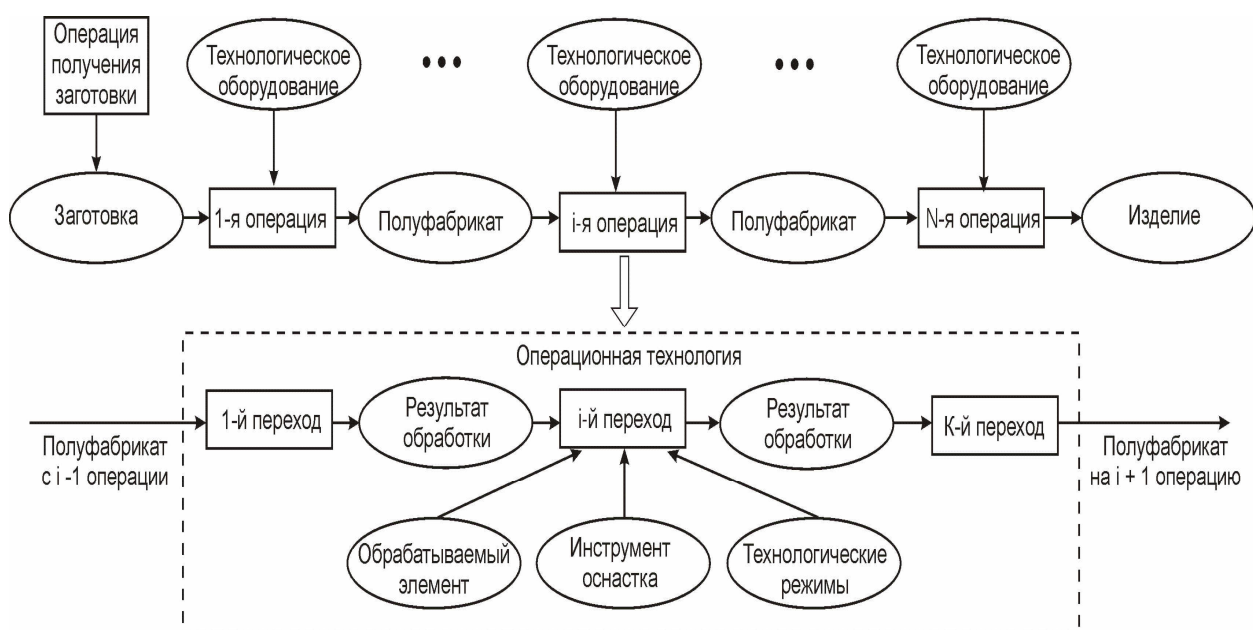 Операция
получения
заготовки
Технологическое
оборудование
•••
Технологическое
оборудование
•••
Технологическое
оборудование
Заготовка
1-я операция
Полуфабрикат
i-я операция
Полуфабрикат
N-я операция
Изделие
Операционная технология
Полуфабрикат
с i -1 операции
1-й переход
Результат
обработки
i-й переход
Результат
обработки
К-й переход
Полуфабрикат
на i + 1 операцию
Обрабатываемый
элемент
Инструмент
оснастка
Технологические
режимы